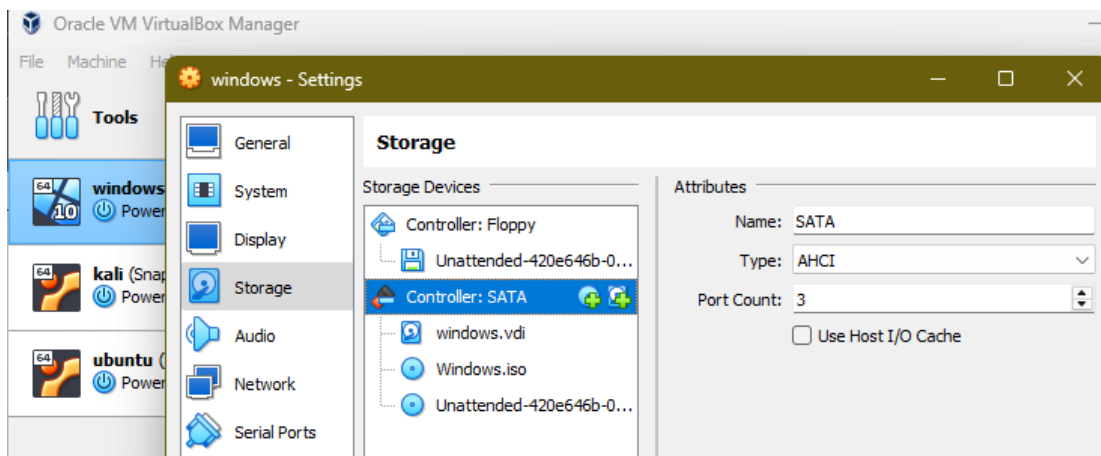 Oracle VM VirtualBox Manager
File Machine He
windows - Settings
Tools
64
10
windows
Power
64
kali (Snap
Power
64
ubuntu (
Power
General
System
Display
Storage
Audio
Network
Serial Ports
Storage
Storage Devices
Controller: Floppy
Unattended-420e646b-0...
Controller: SATA
windows.vdi
Windows.iso
Unattended-420e646b-0...
Attributes
Name: SATA
Type: AHCI
Port Count: 3
Use Host I/O Cache